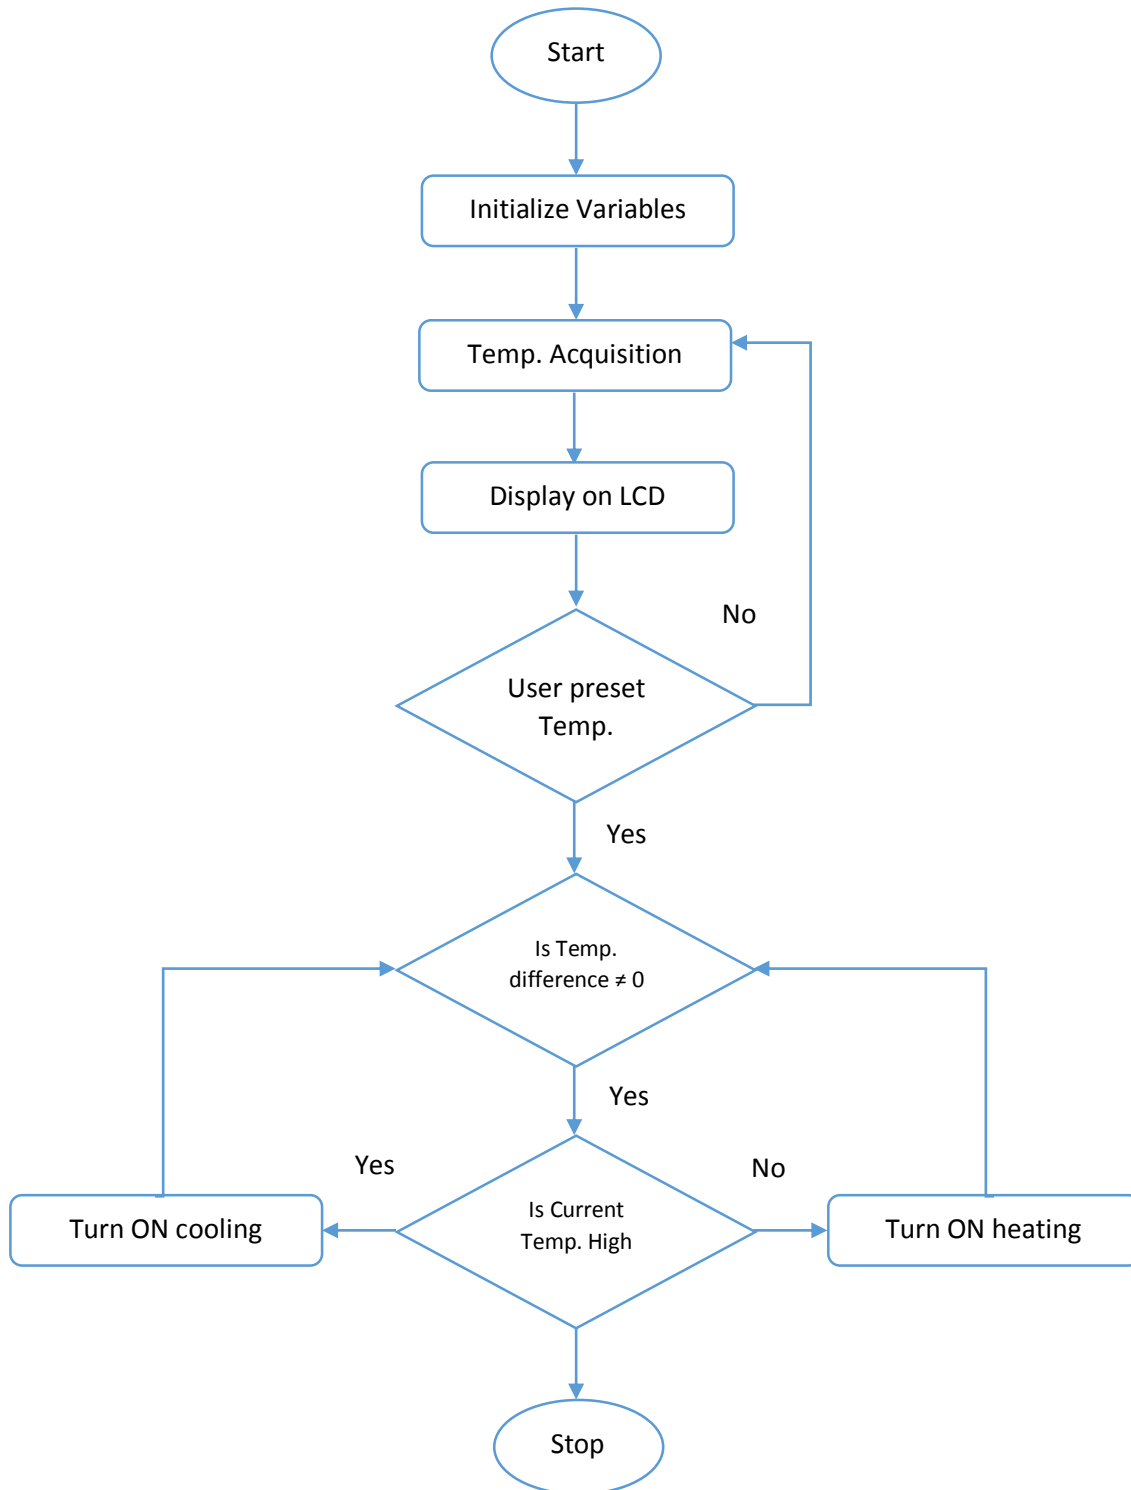 Start
Initialize Variables
Temp. Acquisition
Display on LCD
No
User preset
Temp.
Yes
Is Temp.
difference ≠ 0
Yes
Yes
No
Turn ON cooling
Is Current
Temp. High
Turn ON heating
Stop